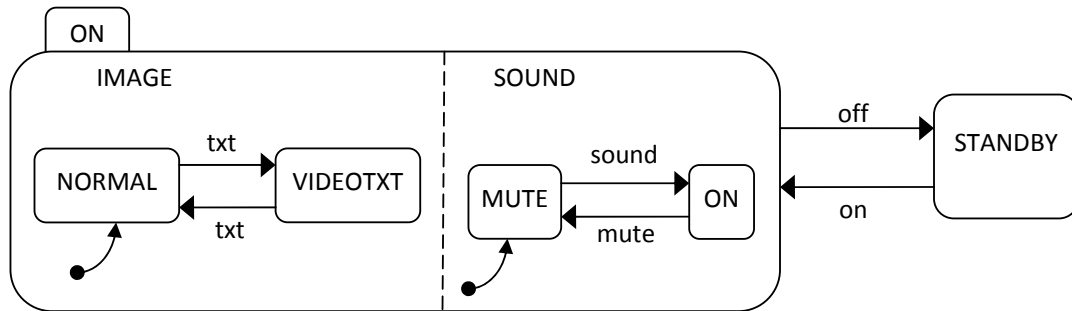 ON
IMAGE
SOUND
off
STANDBY
on
txt
NORMAL
VIDEOTXT
txt
sound
MUTE
ON
mute